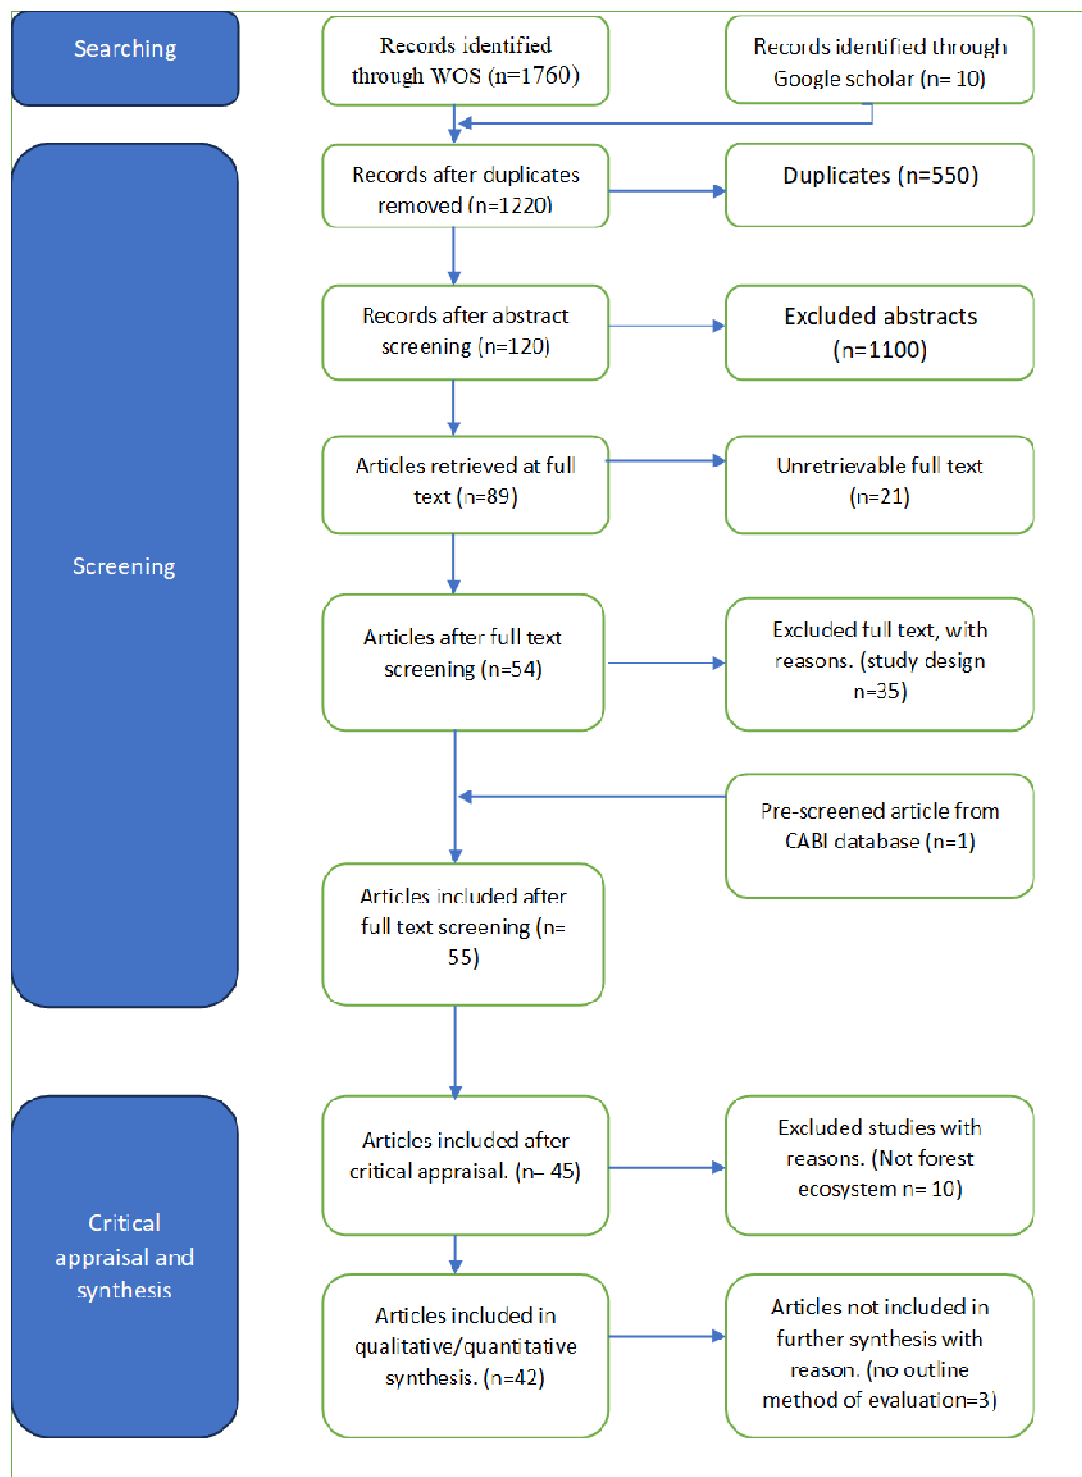 Searching
Records identified
through WOS (n=1760)
Records identified through
Google scholar (n= 10)
Screening
Records after duplicates
removed (n=1220)
Duplicates (n=550)
Records after abstract
screening (n=120)
Excluded abstracts
(n=1100)
Articles retrieved at full
text (n=89)
Unretrievable full text
(n=21)
Articles after full text
screening (n=54)
Excluded full text, with
reasons. (study design
n=35)
Pre-screened article from
CABI database (n=1)
Articles included after
full text screening (n=
55)
Critical
appraisal and
synthesis
Articles included after
critical appraisal. (n= 45)
Excluded studies with
reasons. (Not forest
ecosystem n= 10)
Articles included in
qualitative/quantitative
synthesis. (n=42)
Articles not included in
further synthesis with
reason. (no outline
method of evaluation=3)